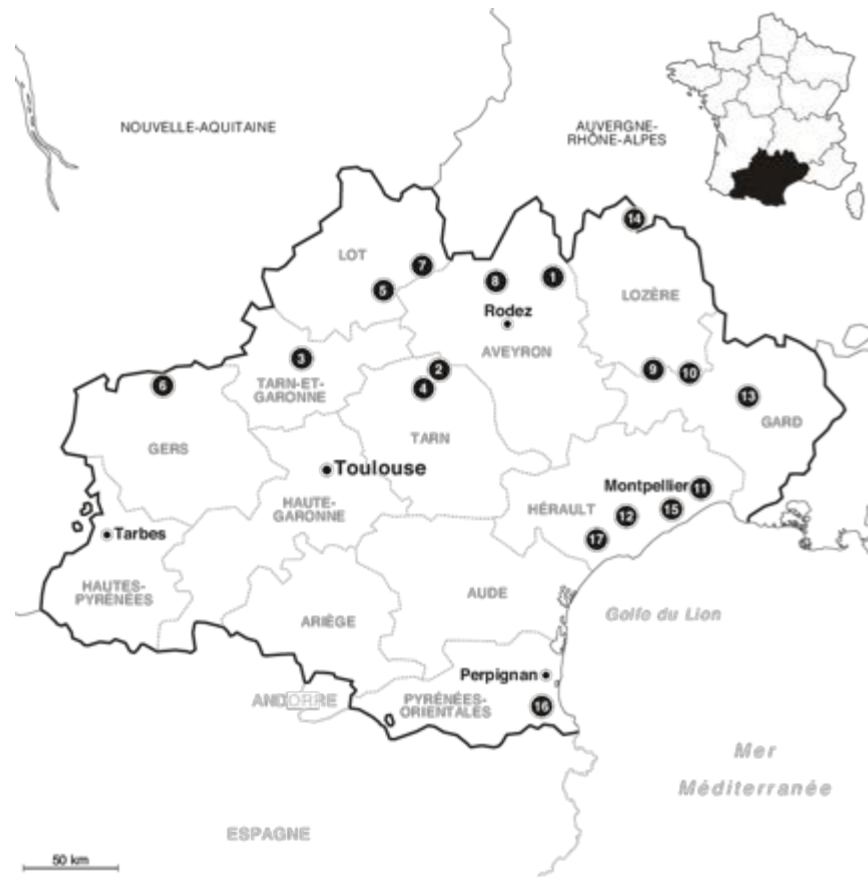 NOUVELLE-AQUITAINE
AUVERGNE-
RHÔNE-ALPES
14
LOT
7
5
8
1
LOZÈRE
Rodez
AVEYRON
3
TARN-ET-
GARONNE
2
4
9
10
6
13
TARN
GARD
GERS
Toulouse
HAUTE-
GARONNE
Montpellier
11
HÉRAULT
12
15
17
Tarbes
HAUTES-
PYRÉNÉES
AUDE
ARIÈGE
Golfe du Lion
Perpignan
ANDORRE
PYRÉNÉES-
ORIENTALES
16
Mer
Méditerranée
ESPAGNE
50 km